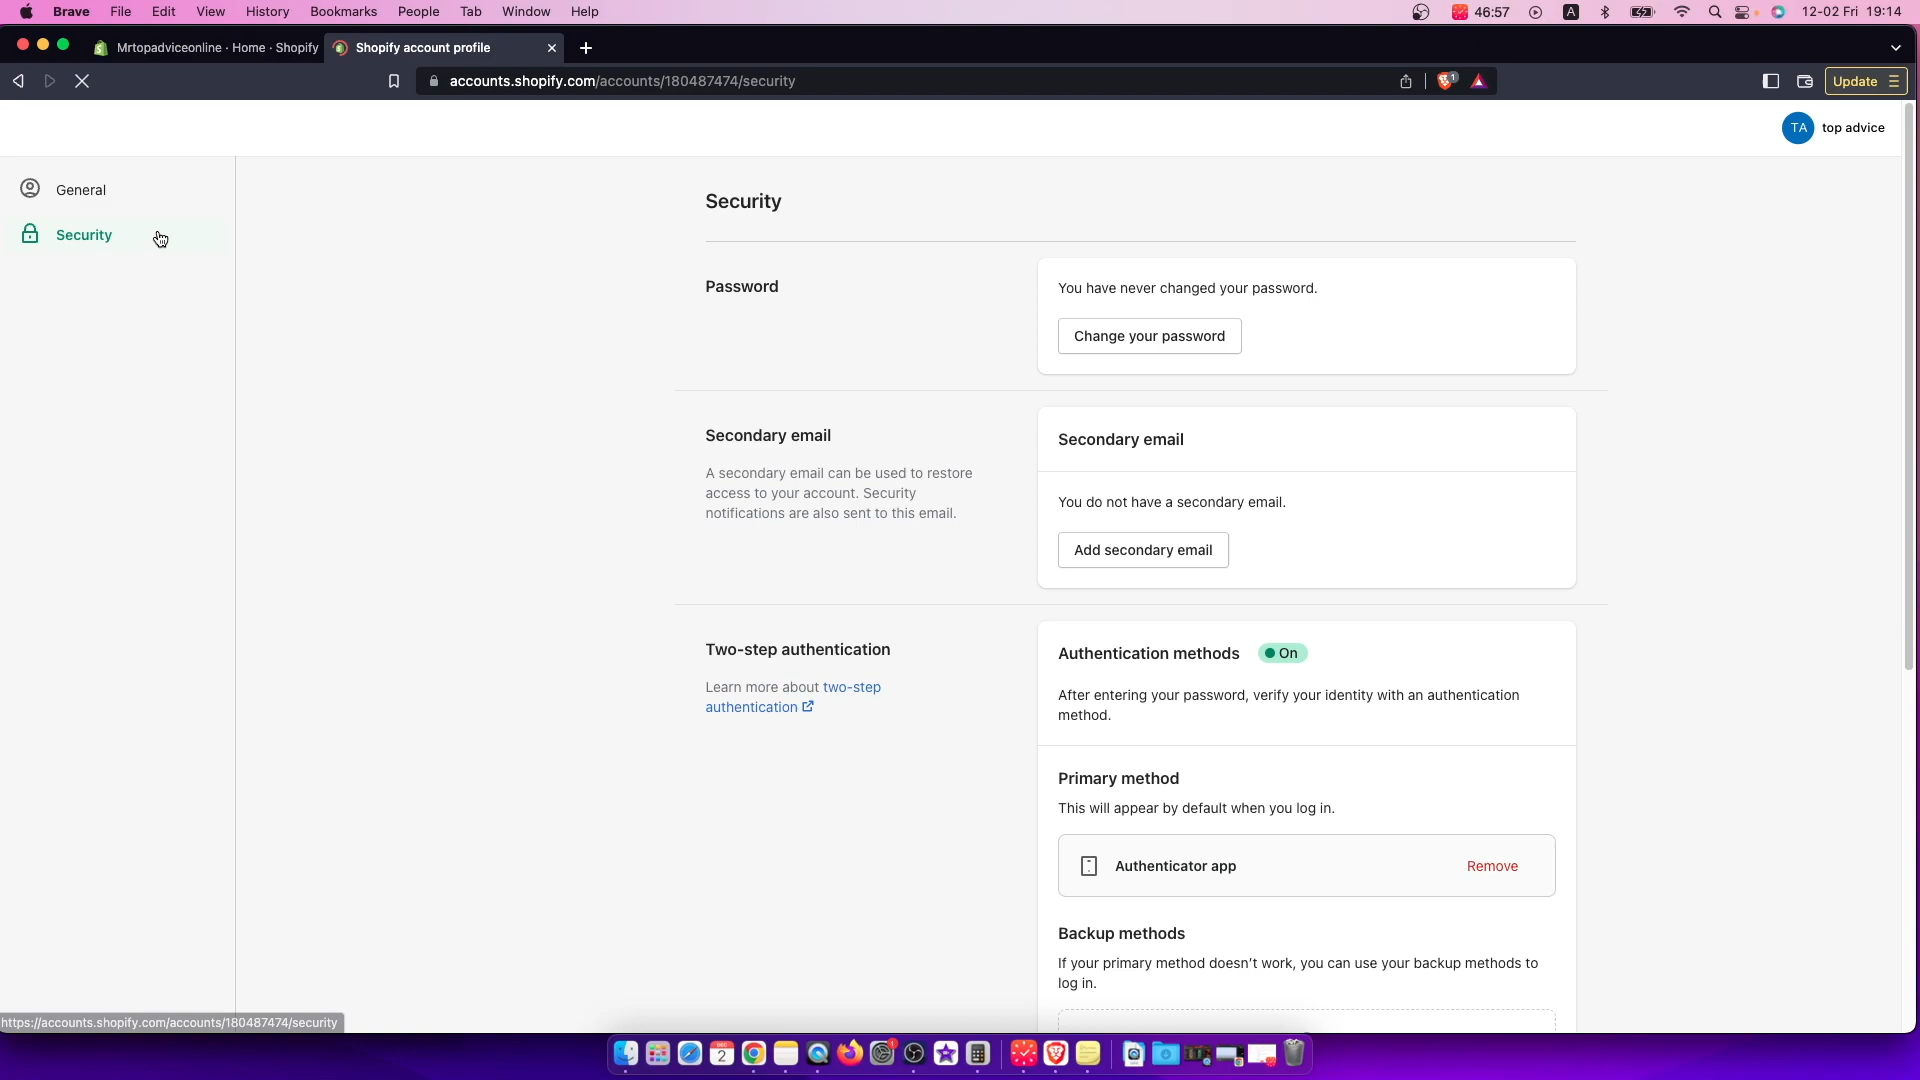 Brave File Edit View History Bookmarks People Tab Window Help 46:57 A 12-02 Fri 19:14
Mrtopadviceonline · Home · Shopify Shopify account profile
accounts.shopify.com/accounts/180487474/security 1 Update
TA top advice
General
Security
Security
Password
You have never changed your password.
Change your password
Secondary email
A secondary email can be used to restore
access to your account. Security
notifications are also sent to this email.
Secondary email
You do not have a secondary email.
Add secondary email
Two-step authentication
Learn more about two-step
authentication
Authentication methods On
After entering your password, verify your identity with an authentication
method.
Primary method
This will appear by default when you log in.
Authenticator app Remove
Backup methods
If your primary method doesn't work, you can use your backup methods to
log in.
https://accounts.shopify.com/accounts/180487474/security
DEC
2
1